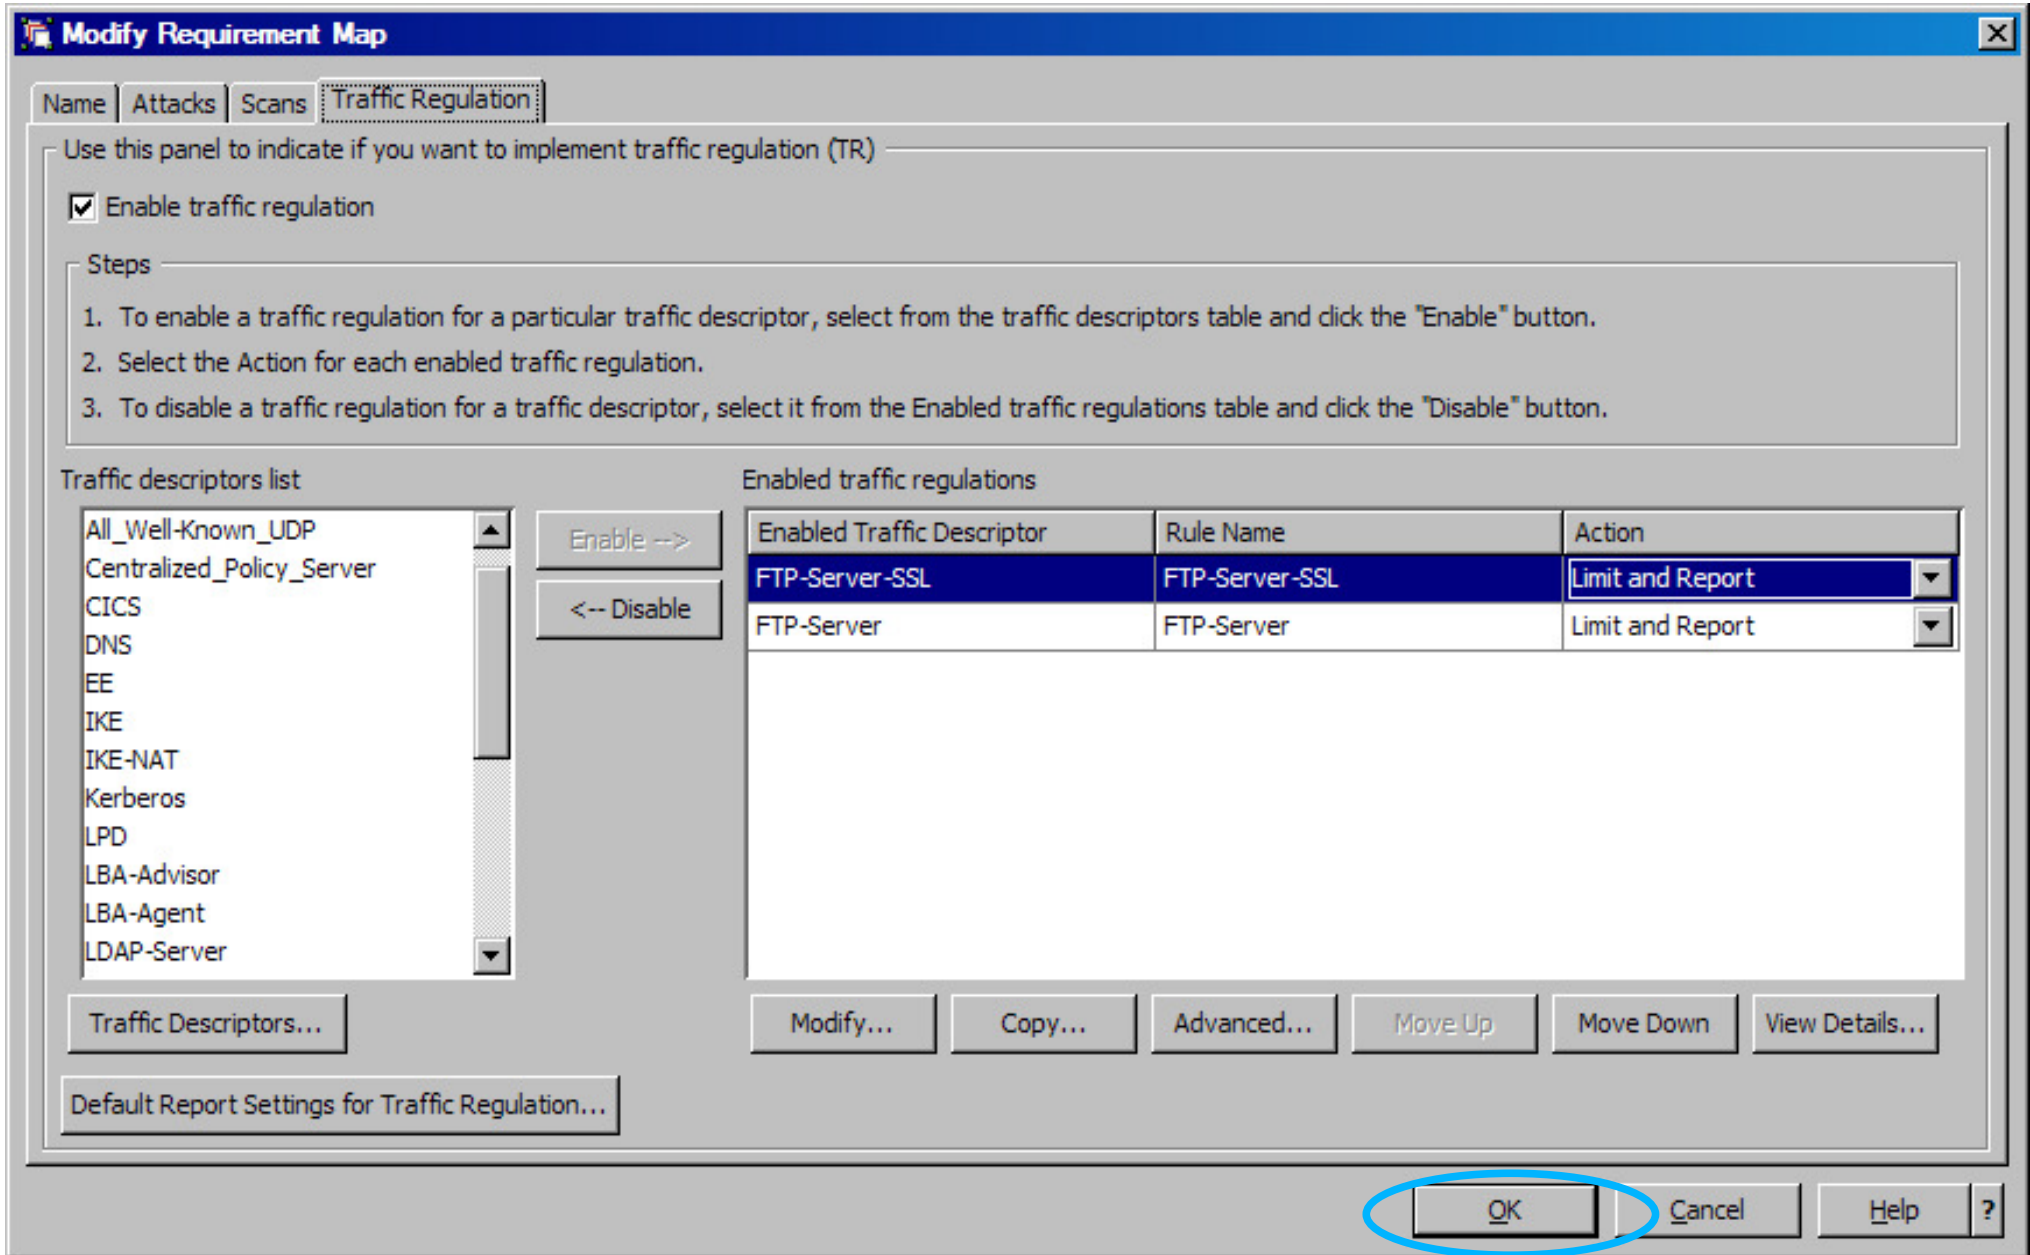 Modify Requirement Map
Name Attacks Scans Traffic Regulation
Use this panel to indicate if you want to implement traffic regulation (TR)
Enable traffic regulation
Steps
1. To enable a traffic regulation for a particular traffic descriptor, select from the traffic descriptors table and click the "Enable" button.
2. Select the Action for each enabled traffic regulation.
3. To disable a traffic regulation for a traffic descriptor, select it from the Enabled traffic regulations table and click the "Disable" button.
Traffic descriptors list
All_Well-Known_UDP
Centralized_Policy_Server
CICS
DNS
EE
IKE
IKE-NAT
Kerberos
LPD
LBA-Advisor
LBA-Agent
LDAP-Server
Enable -->
<-- Disable
Enabled traffic regulations
Enabled Traffic Descriptor Rule Name Action
FTP-Server-SSL FTP-Server-SSL Limit and Report
FTP-Server FTP-Server Limit and Report
Traffic Descriptors...
Modify... Copy... Advanced... Move Up Move Down View Details...
Default Report Settings for Traffic Regulation...
OK Cancel Help ?